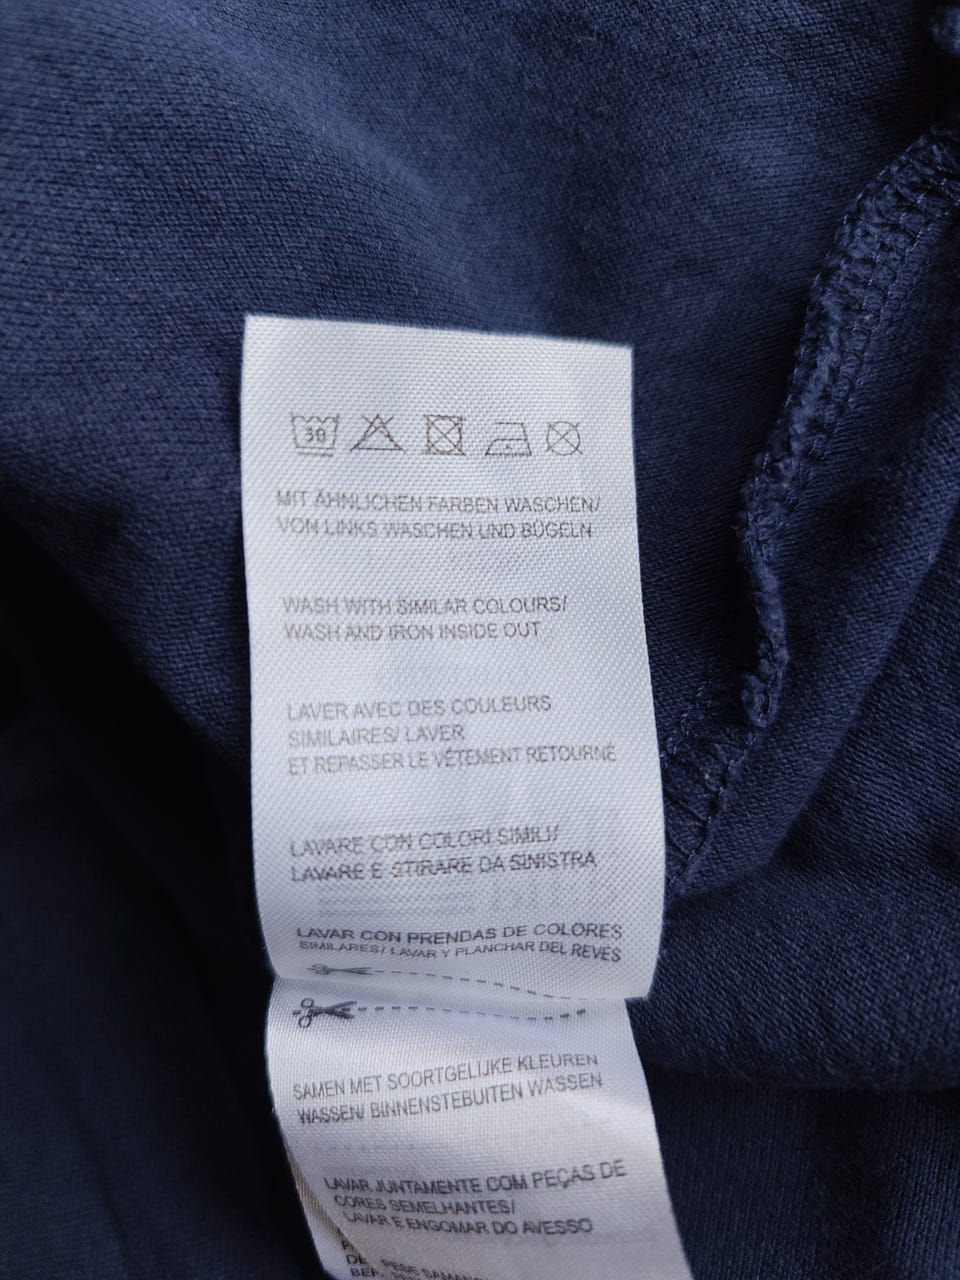 30
MIT ÄHNLICHEN FARBEN WASCHEN/
VON LINKS WASCHEN UND BÜGELN
WASH WITH SIMILAR COLOURS/
WASH AND IRON INSIDE OUT
LAVER AVEC DES COULEURS
SIMILAIRES/ LAVER
ET REPASSER LE VÊTEMENT RETOURNÉ
LAVARE CON COLORI SIMILI/
LAVARE E STIRARE DA SINISTRA
LAVAR CON PRENDAS DE COLORES
SIMILARES/ LAVAR Y PLANCHAR DEL REVÉS
SAMEN MET SOORTGELIJKE KLEUREN
WASSEN/ BINNENSTEBUITEN WASSEN
LAVAR JUNTAMENTE COM PEÇAS DE
CORES SEMELHANTES/
LAVAR E ENGOMAR DO AVESSO